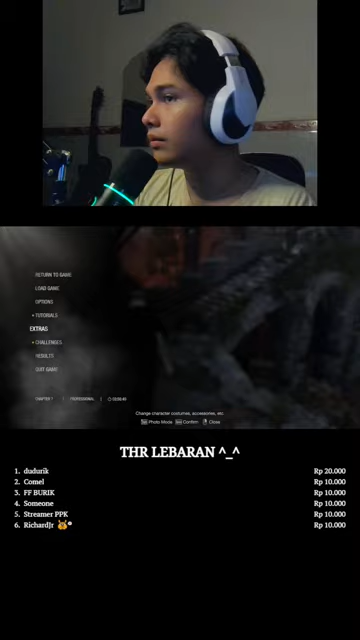 RETURN TO GAME
LOAD GAME
OPTIONS
TUTORIALS
EXTRAS
CHALLENGES
RESULTS
QUIT GAME
CHAPTER 1 PROFESSIONAL
Change character costumes, accessories, etc.
Photo Mode Confirm Close
THR LEBARAN ^_^
1. dudurik Rp 20.000
2. Comel Rp 10.000
3. FF BURIK Rp 10.000
4. Someone Rp 10.000
5. Streamer PPK Rp 10.000
6. RichardJr Rp 10.000